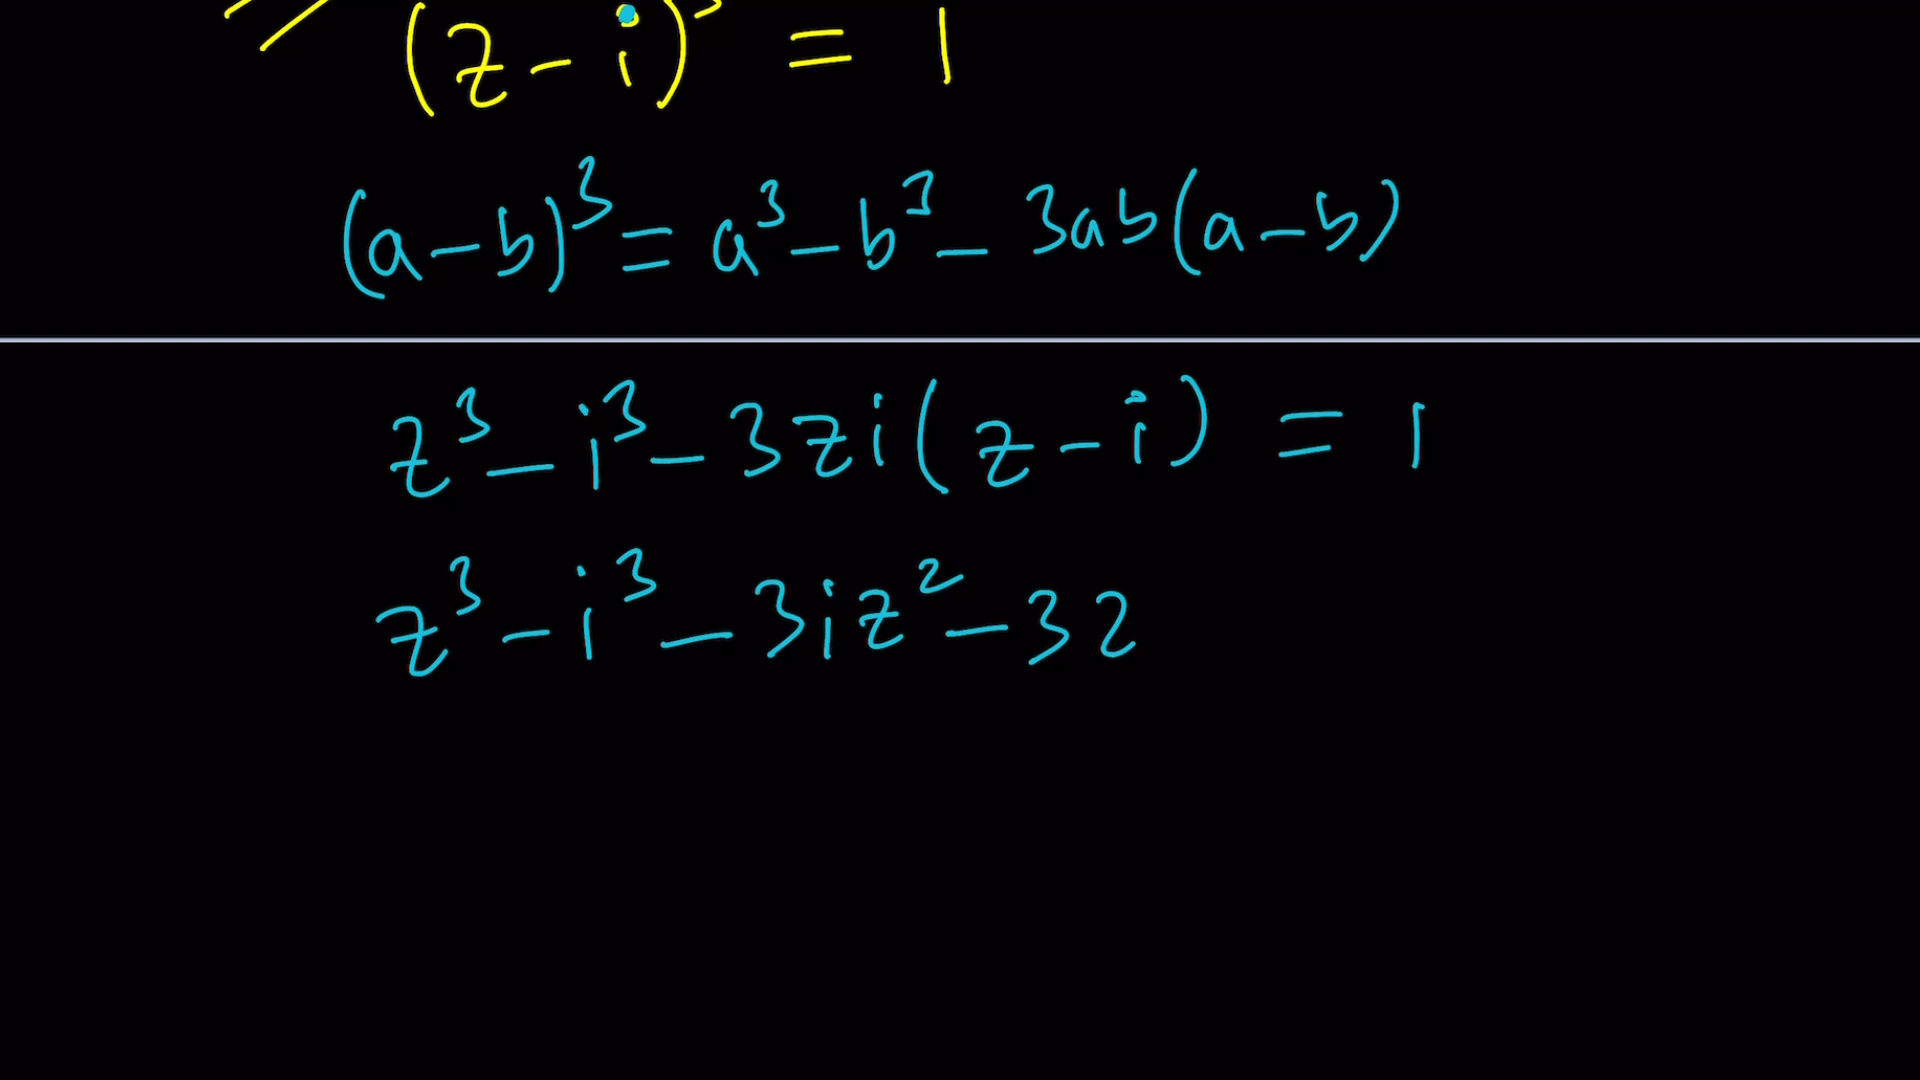 (z - i)³ = 1
(a - b)³ = a³ - b³ - 3ab(a - b)
z³ - i³ - 3zi(z - i) = 1
z³ - i³ - 3iz² - 3z